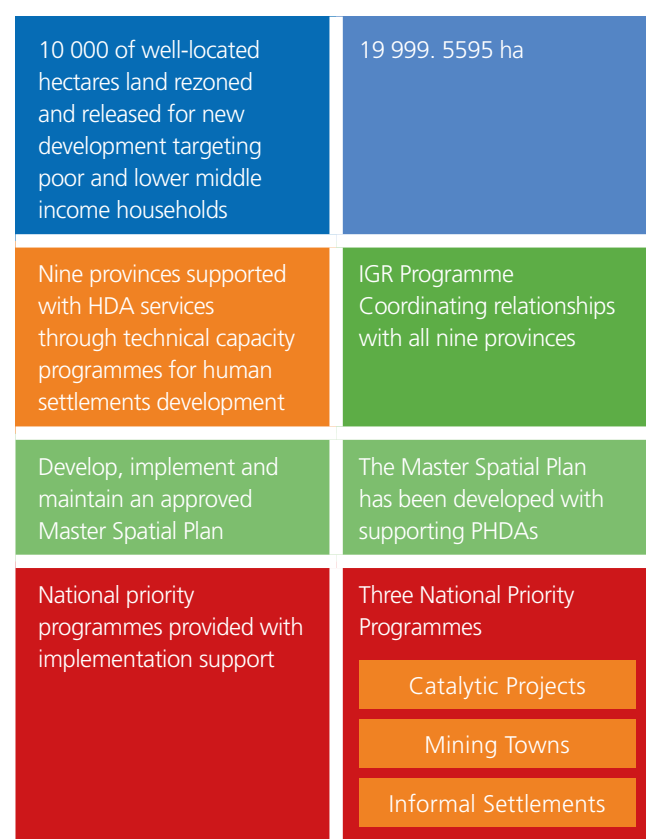 10 000 of well-located
hectares land rezoned
and released for new
development targeting
poor and lower middle
income households
19 999. 5595 ha
Nine provinces supported
with HDA services
through technical capacity
programmes for human
settlements development
IGR Programme
Coordinating relationships
with all nine provinces
Develop, implement and
maintain an approved
Master Spatial Plan
The Master Spatial Plan
has been developed with
supporting PHDAs
National priority
programmes provided with
implementation support
Three National Priority
Programmes
Catalytic Projects
Mining Towns
Informal Settlements